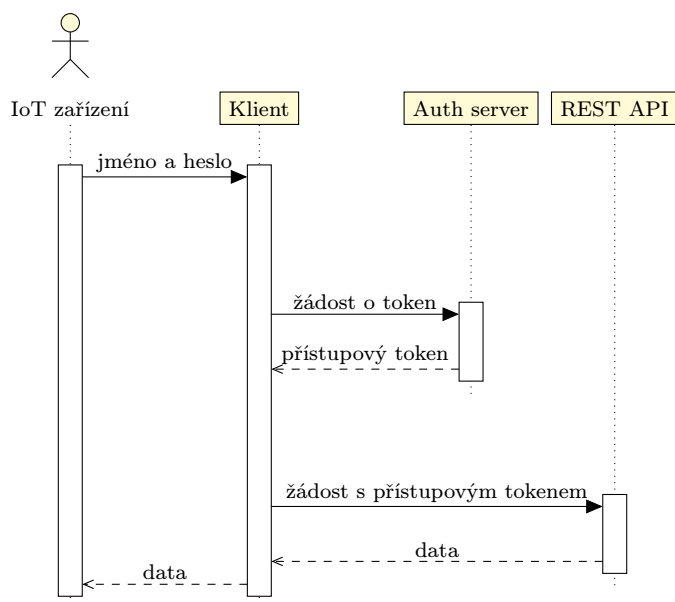 IoT zařízení
Klient
Auth server
REST API
jméno a heslo
žádost o token
přístupový token
žádost s přístupovým tokenem
data
data